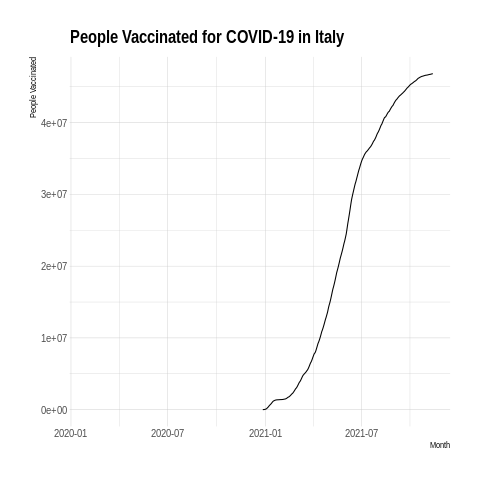 People Vaccinated for COVID-19 in Italy
People Vaccinated
4e+07
3e+07
2e+07
1e+07
0e+00
2020-01 2020-07 2021-01 2021-07
Month